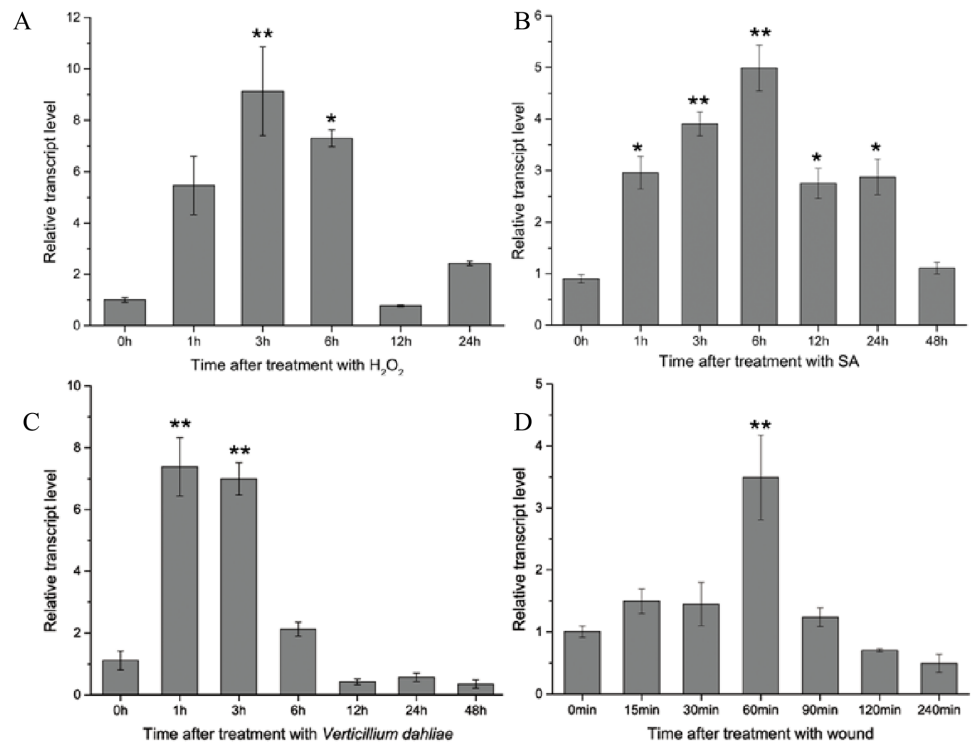 A
Relative transcript level
12
10
8
6
4
2
0
**
*
0h 1h 3h 6h 12h 24h
Time after treatment with H₂O₂
B
Relative transcript level
6
5
4
3
2
1
0
*
**
**
*
*
0h 1h 3h 6h 12h 24h 48h
Time after treatment with SA
C
Relative transcript level
10
8
6
4
2
0
**
**
0h 1h 3h 6h 12h 24h 48h
Time after treatment with Verticillium dahliae
D
Relative transcript level
5
4
3
2
1
0
**
0min 15min 30min 60min 90min 120min 240min
Time after treatment with wound